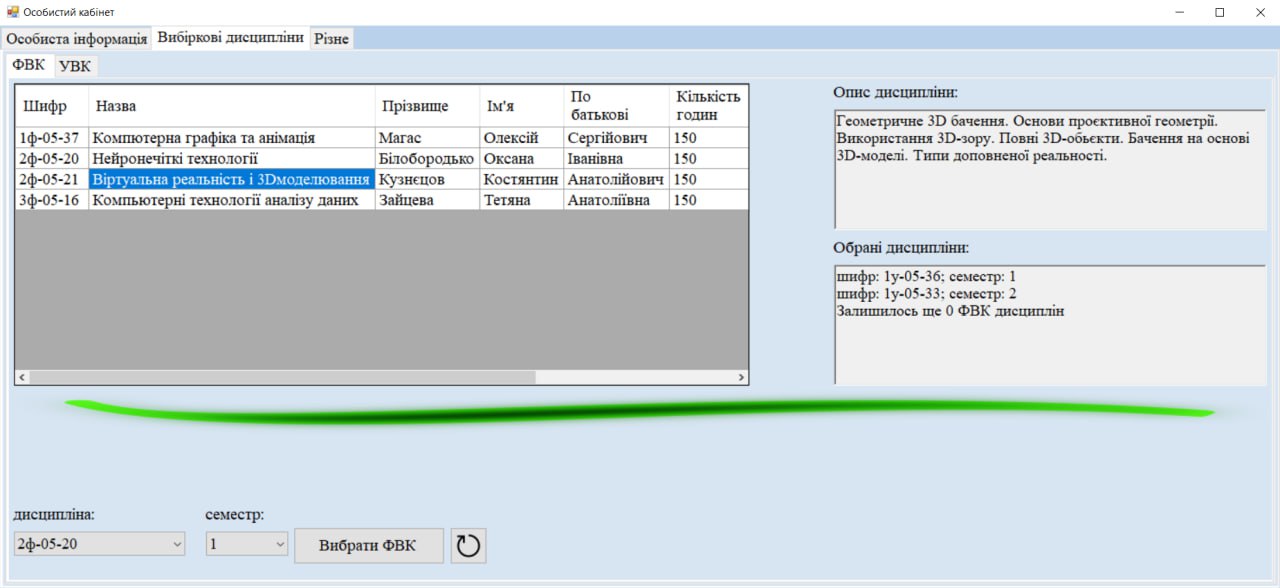 Особистий кабінет
Особиста інформація Вибіркові дисципліни Різне
ФВК УВК
Шифр Назва Прізвище Ім'я По батькові Кількість годин
1ф-05-37 Компютерна графіка та анімація Магас Олексій Сергійович 150
2ф-05-20 Нейронечіткі технології Білобородько Оксана Іванівна 150
2ф-05-21 Віртуальна реальність і 3Dмоделювання Кузнєцов Костянтин Анатолійович 150
3ф-05-16 Компьютерні технології аналізу даних Зайцева Тетяна Анатоліївна 150
Опис дисципліни:
Геометричне 3D бачення. Основи проєктивної геометрії.
Використання 3D-зору. Повні 3D-обьєкти. Бачення на основі
3D-моделі. Типи доповненої реальності.
Обрані дисципліни:
шифр: 1у-05-36; семестр: 1
шифр: 1у-05-33; семестр: 2
Залишилось ще 0 ФВК дисциплін
дисципліна: семестр:
2ф-05-20 1 Вибрати ФВК